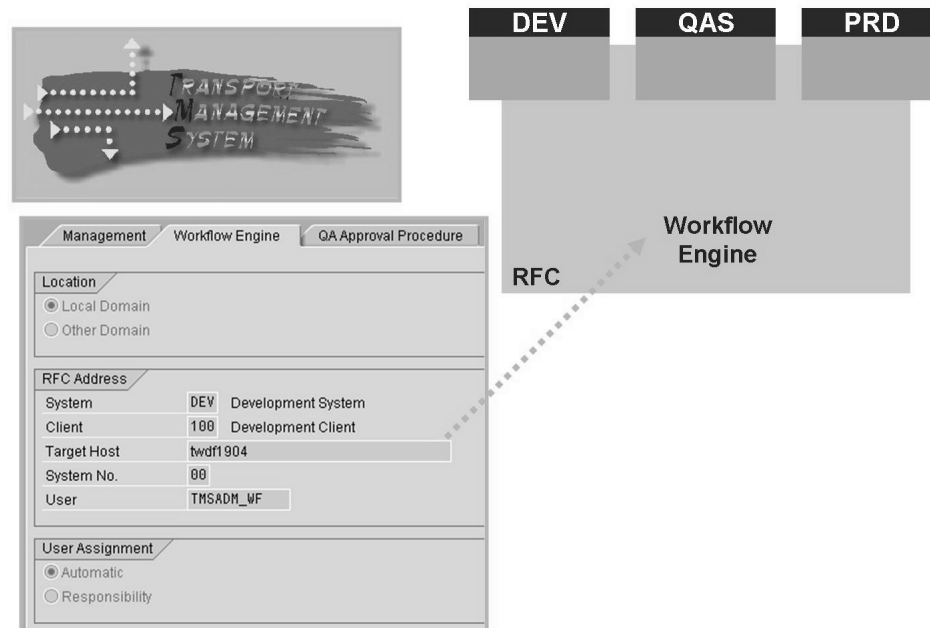 TRANSPORT
MANAGEMENT
SYSTEM
DEV QAS PRD
Workflow
Engine
RFC
Management Workflow Engine QA Approval Procedure
Location
Local Domain
Other Domain
RFC Address
System DEV Development System
Client 100 Development Client
Target Host twdf1904
System No. 00
User TMSADM_WF
User Assignment
Automatic
Responsibility